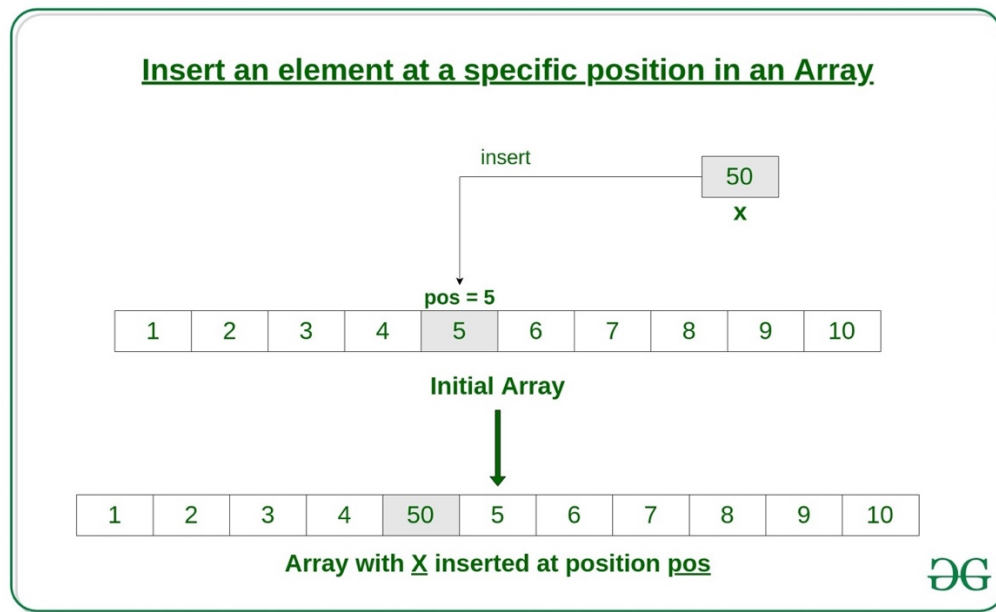 Insert an element at a specific position in an Array
insert
50
x
pos = 5
1 2 3 4 5 6 7 8 9 10
Initial Array
1 2 3 4 50 5 6 7 8 9 10
Array with X inserted at position pos